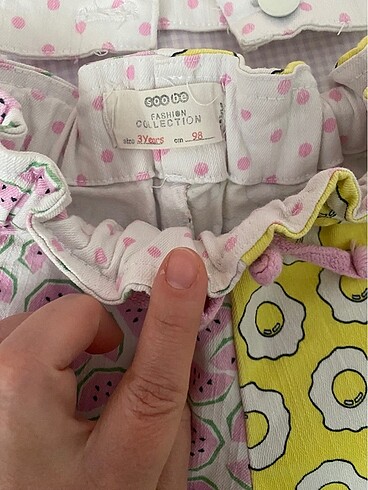 soobe
FASHION
COLLECTION
size 3Years cm 98